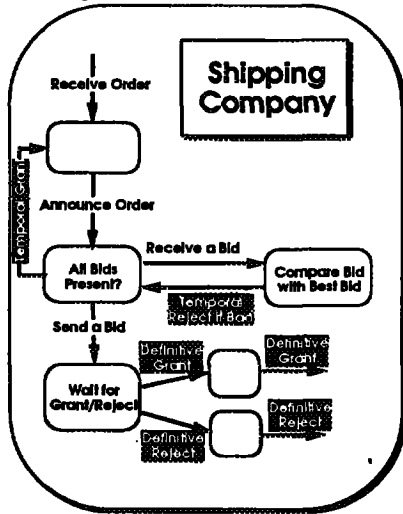 Shipping
Company
Receive Order
Temporal Grant
Announce Order
Receive a Bid
All Bids
Present?
Compare Bid
with Best Bid
Temporal
Reject if Bad
Send a Bid
Definitive
Grant
Definitive
Grant
Wait for
Grant/Reject
Definitive
Reject
Definitive
Reject